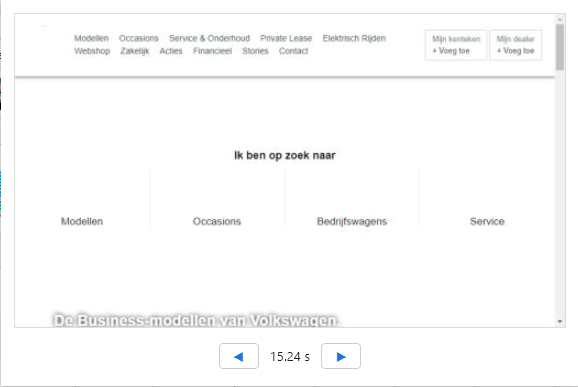 Modellen Occasions Service & Onderhoud Private Lease Elektrisch Rijden
Webshop Zakelijk Acties Financieel Stories Contact
Mijn kenteken
+ Voeg toe
Mijn dealer
+ Voeg toe
Ik ben op zoek naar
Modellen Occasions Bedrijfswagens Service
De Business-modellen van Volkswagen.
15.24 s